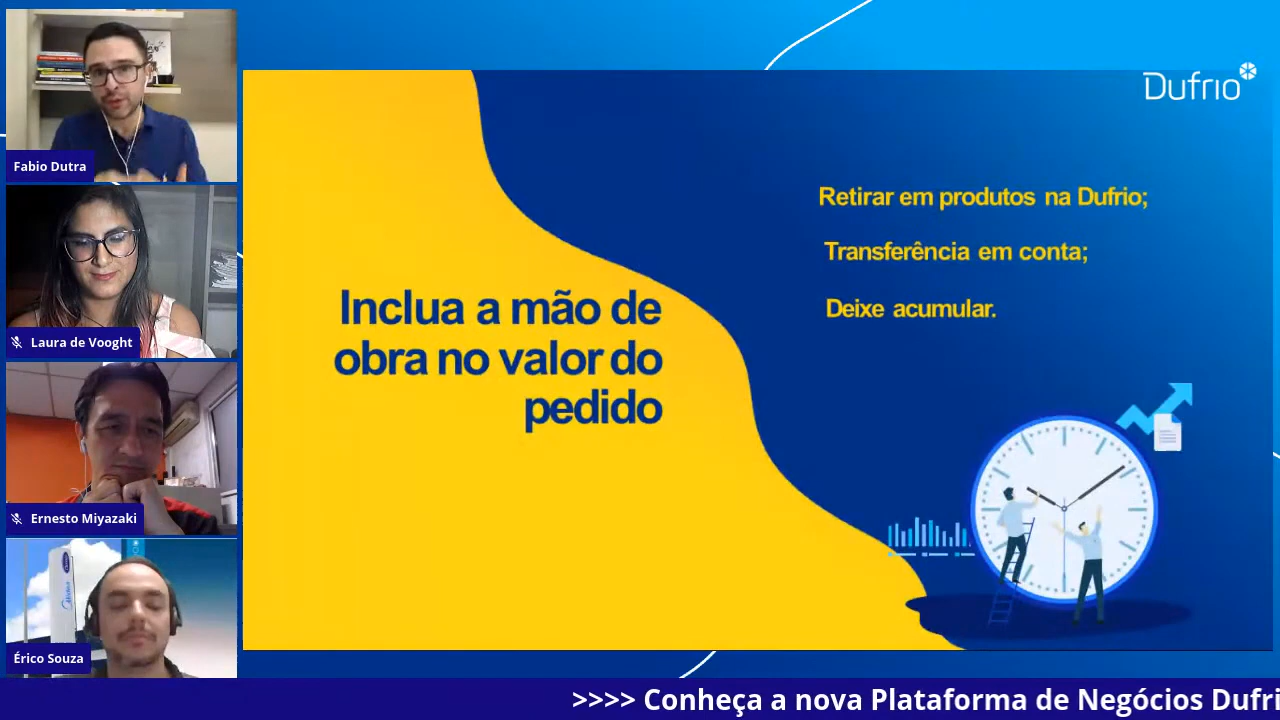 Fabio Dutra
Laura de Vooght
Ernesto Miyazaki
Érico Souza
Inclua a mão de
obra no valor do
pedido
Dufrio
Retirar em produtos na Dufrio;
Transferência em conta;
Deixe acumular.
>>>> Conheça a nova Plataforma de Negócios Dufri